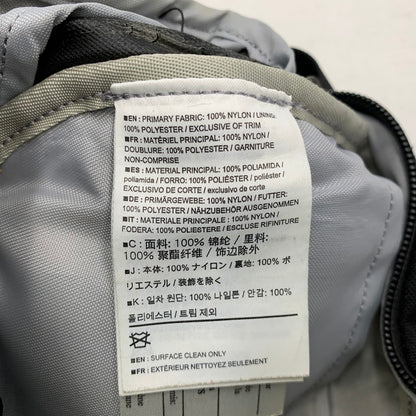 ■EN : PRIMARY FABRIC: 100% NYLON / LINING:
100% POLYESTER / EXCLUSIVE OF TRIM
■FR : MATÉRIEL PRINCIPAL: 100% NYLON /
DOUBLURE: 100% POLYESTER/ GARNITURE
NON-COMPRISE
■ES : MATERIAL PRINCIPAL: 100% POLIAMIDA /
poliamida / FORRO: 100% POLIÉSTER / poliéster /
EXCLUSIVO DE CORTE / exclusivo de corte
■DE : PRIMÄRGEWEBE: 100% NYLON / FUTTER:
100% POLYESTER / NÄHZUBEHÖR AUSGENOMMEN
■IT : MATERIALE PRINCIPALE: 100% NYLON /
FODERA: 100% POLIESTERE / ESCLUSE RIFINITURE
■C : 面料: 100% 锦纶 / 里料:
100% 聚酯纤维 / 饰边除外
■J : 本体: 100% ナイロン / 裏地: 100% ポ
リエステル / 装飾を除く
■K : 일차 원단: 100% 나일론 / 안감: 100%
폴리에스터 / 트림 제외
■EN : SURFACE CLEAN ONLY
■FR : EXTÉRIEUR NETTOYEZ SEULEMENT